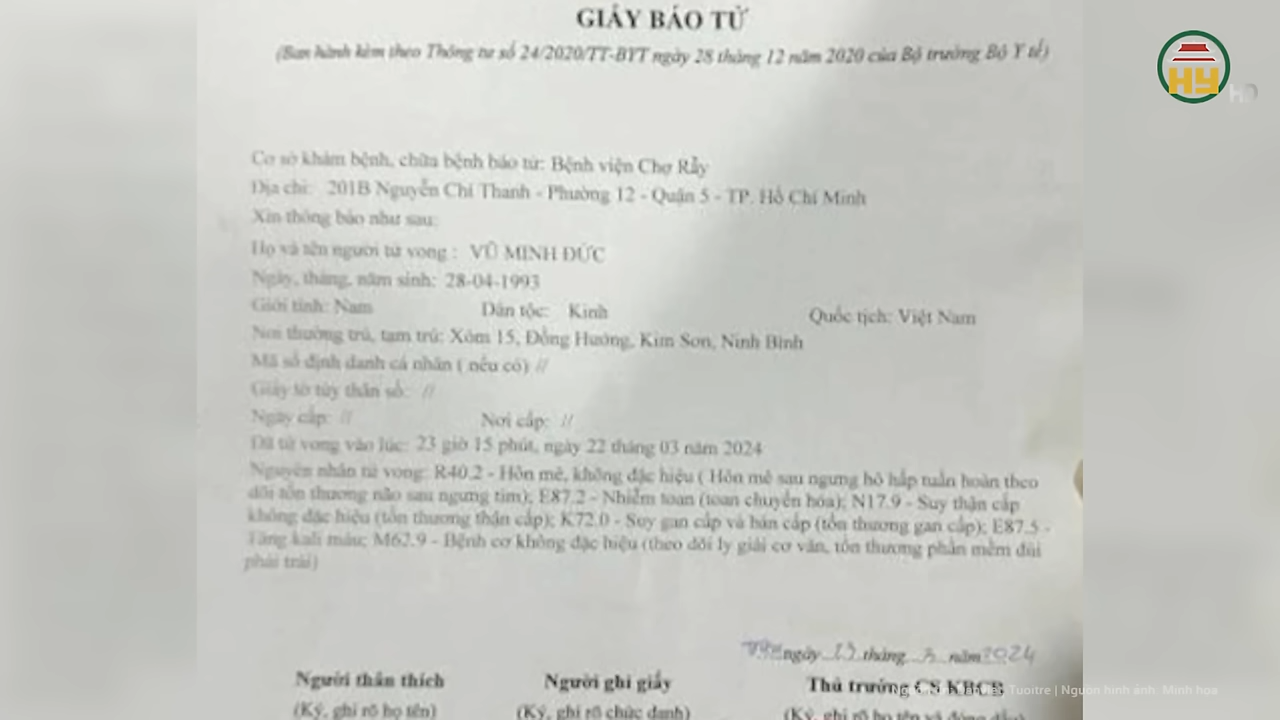 GIẤY BÁO TỬ
(Ban hành kèm theo Thông tư số 24/2020/TT-BYT ngày 28 tháng 12 năm 2020 của Bộ trưởng Bộ Y tế)
HY
HD
Cơ sở khám bệnh, chữa bệnh báo tử: Bệnh viện Chợ Rẫy
Địa chỉ: 201B Nguyễn Chí Thanh - Phường 12 - Quận 5 - TP. Hồ Chí Minh
Xin thông báo như sau:
Họ và tên người tử vong : VŨ MINH ĐỨC
Ngày, tháng, năm sinh: 28-04-1993
Giới tính: Nam Dân tộc: Kinh Quốc tịch: Việt Nam
Nơi thường trú, tạm trú: Xóm 15, Đồng Hướng, Kim Sơn, Ninh Bình
Mã số định danh cá nhân ( nếu có) //
Giấy tờ tùy thân số: //
Ngày cấp: // Nơi cấp: //
Đã tử vong vào lúc: 23 giờ 15 phút, ngày 22 tháng 03 năm 2024
Nguyên nhân tử vong: R40.2 - Hôn mê, không đặc hiệu ( Hôn mê sau ngưng hô hấp tuần hoàn theo
dõi tổn thương não sau ngưng tim); E87.2 - Nhiễm toan (toan chuyển hóa); N17.9 - Suy thận cấp
không đặc hiệu (tổn thương thận cấp); K72.0 - Suy gan cấp và bán cấp (tổn thương gan cấp); E87.5 -
Tăng kali máu; M62.9 - Bệnh cơ không đặc hiệu (theo dõi ly giải cơ vân, tổn thương phần mềm đùi
phải trái)
ngày 23 tháng 3 năm 2024
Người thân thích Người ghi giấy Thủ trưởng CS KBCB
(Ký, ghi rõ họ tên) (Ký, ghi rõ chức danh) (Ký, ghi rõ họ tên và đóng dấu)
Tuoitre | Nguồn hình ảnh: Minh họa